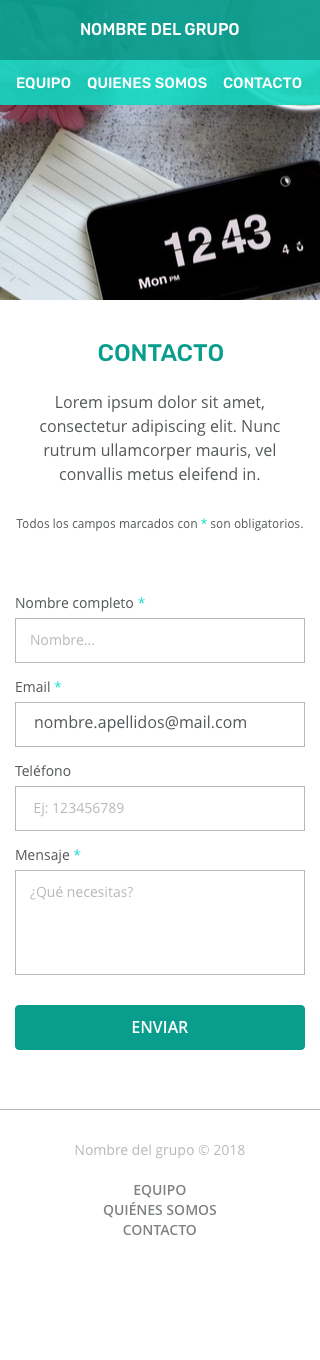 NOMBRE DEL GRUPO
EQUIPO QUIENES SOMOS CONTACTO
12 43
Mon PM
CONTACTO
Lorem ipsum dolor sit amet,
consectetur adipiscing elit. Nunc
rutrum ullamcorper mauris, vel
convallis metus eleifend in.
Todos los campos marcados con * son obligatorios.
Nombre completo *
Nombre...
Email *
nombre.apellidos@mail.com
Teléfono
Ej: 123456789
Mensaje *
¿Qué necesitas?
ENVIAR
Nombre del grupo © 2018
EQUIPO
QUIÉNES SOMOS
CONTACTO